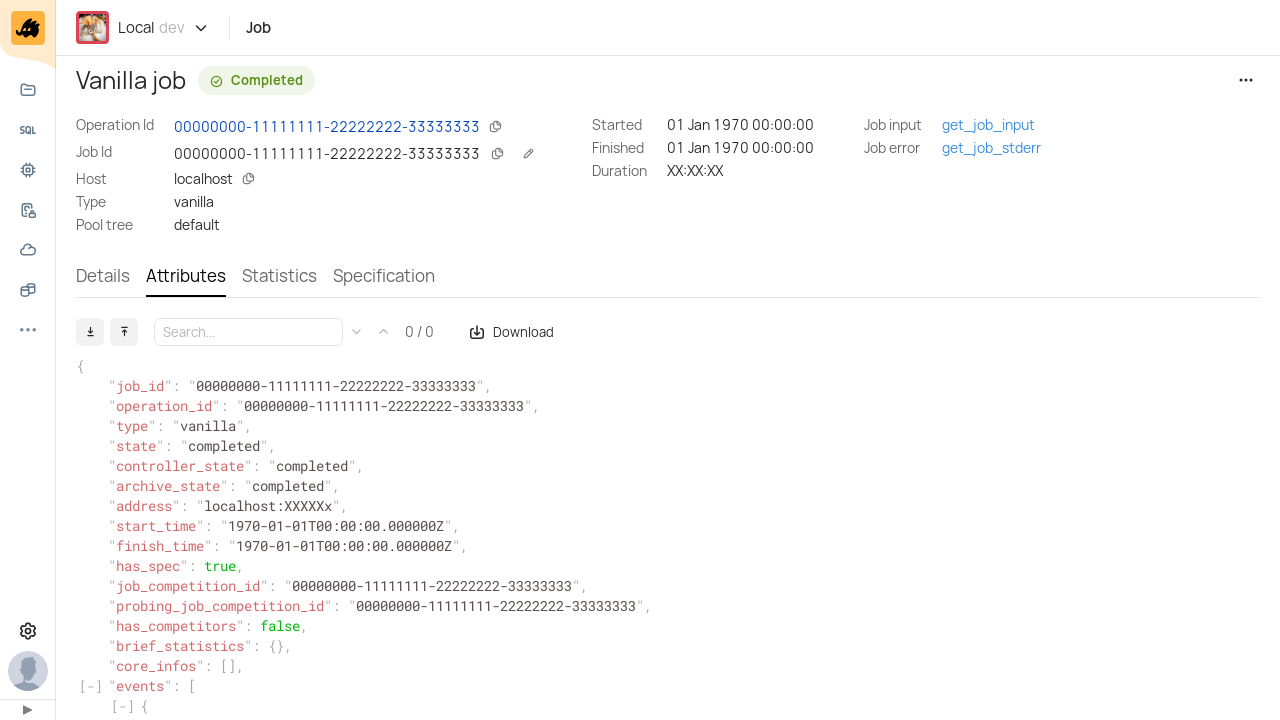 Local dev
Job
SQL
Vanilla job
Completed
Operation Id 00000000-11111111-22222222-33333333
Job Id 00000000-11111111-22222222-33333333
Host localhost
Type vanilla
Pool tree default
Started 01 Jan 1970 00:00:00
Finished 01 Jan 1970 00:00:00
Duration XX:XX:XX
Job input get_job_input
Job error get_job_stderr
Details Attributes Statistics Specification
Search... 0 / 0 Download
{
"job_id": "00000000-11111111-22222222-33333333",
"operation_id": "00000000-11111111-22222222-33333333",
"type": "vanilla",
"state": "completed",
"controller_state": "completed",
"archive_state": "completed",
"address": "localhost:XXXXXx",
"start_time": "1970-01-01T00:00:00.000000Z",
"finish_time": "1970-01-01T00:00:00.000000Z",
"has_spec": true,
"job_competition_id": "00000000-11111111-22222222-33333333",
"probing_job_competition_id": "00000000-11111111-22222222-33333333",
"has_competitors": false,
"brief_statistics": {},
"core_infos": [],
[-] "events": [
[-] {